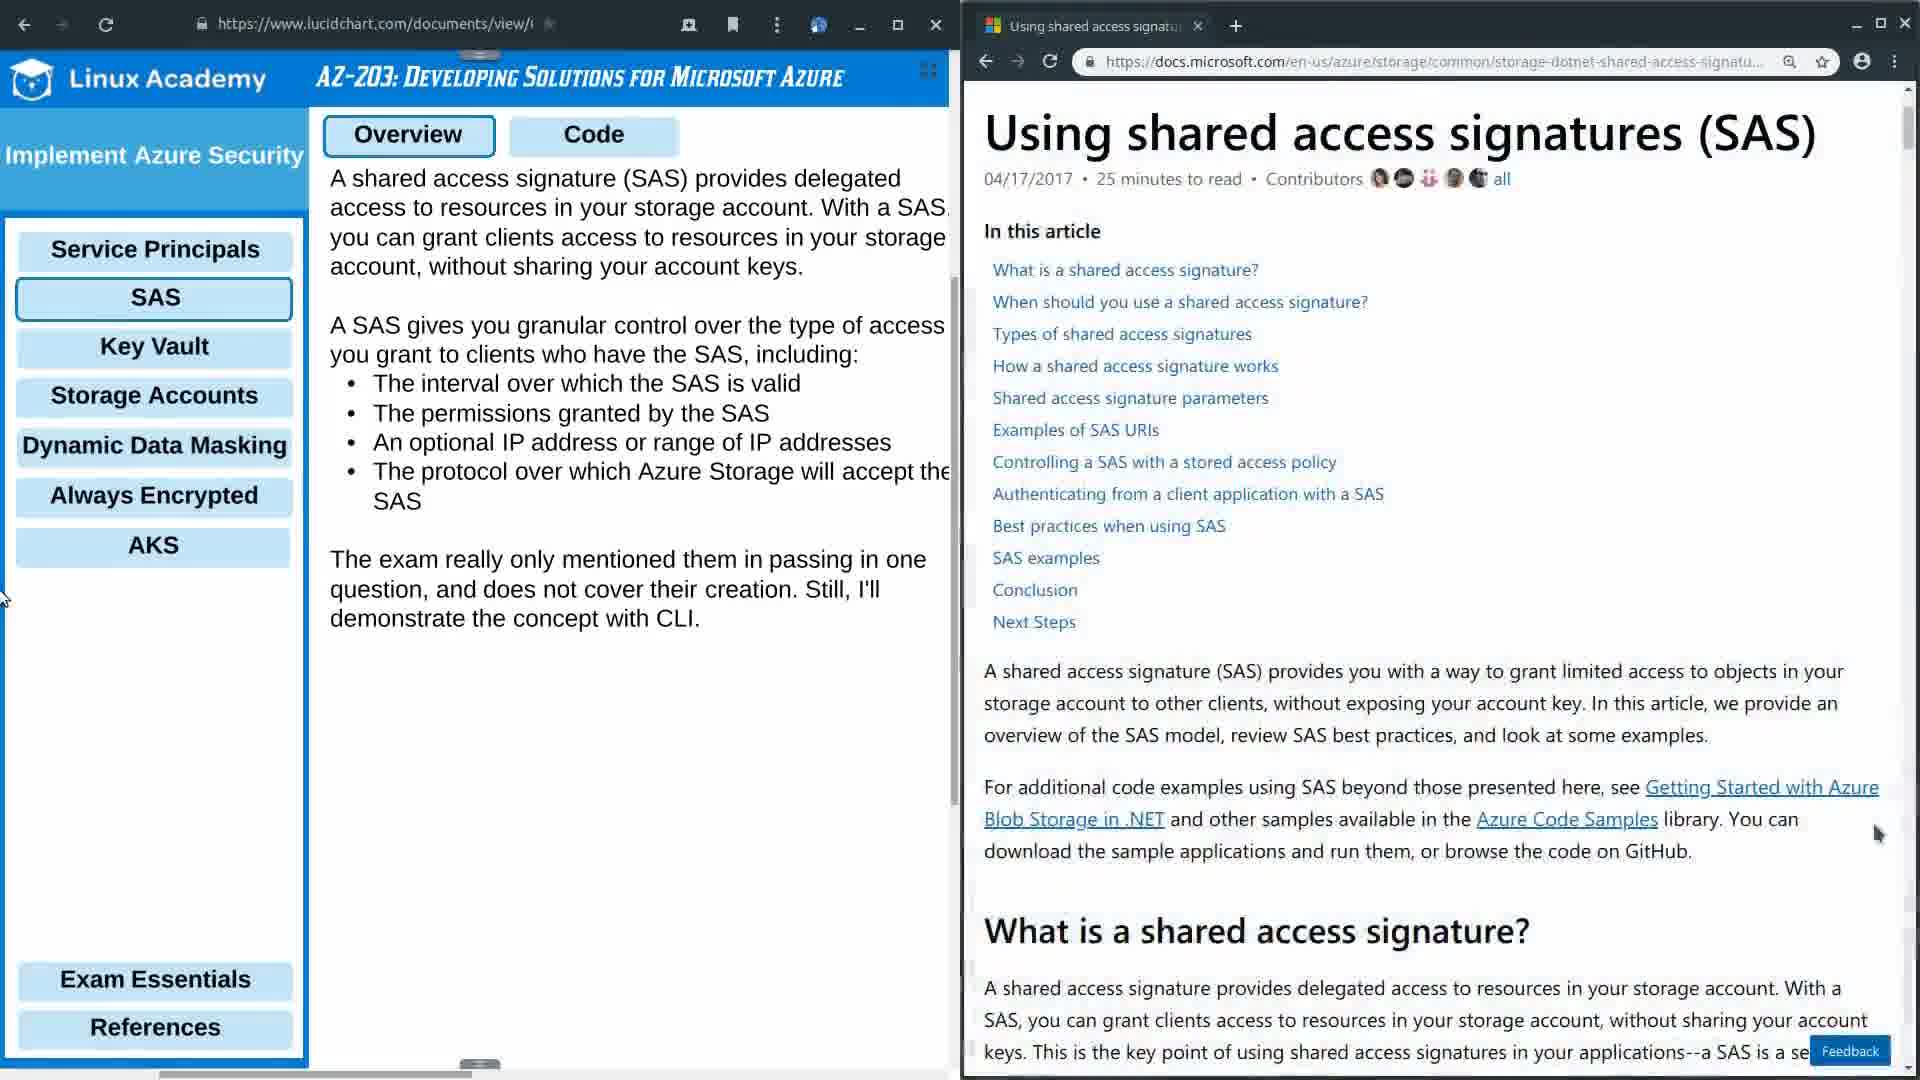 https://www.lucidchart.com/documents/view/
Linux Academy
AZ-203: Developing Solutions for Microsoft Azure
Implement Azure Security
Service Principals
SAS
Key Vault
Storage Accounts
Dynamic Data Masking
Always Encrypted
AKS
Exam Essentials
References
Overview
Code
A shared access signature (SAS) provides delegated
access to resources in your storage account. With a SAS,
you can grant clients access to resources in your storage
account, without sharing your account keys.
A SAS gives you granular control over the type of access
you grant to clients who have the SAS, including:
• The interval over which the SAS is valid
• The permissions granted by the SAS
• An optional IP address or range of IP addresses
• The protocol over which Azure Storage will accept the
SAS
The exam really only mentioned them in passing in one
question, and does not cover their creation. Still, I'll
demonstrate the concept with CLI.
Using shared access signatu
https://docs.microsoft.com/en-us/azure/storage/common/storage-dotnet-shared-access-signatu...
Using shared access signatures (SAS)
04/17/2017 • 25 minutes to read • Contributors all
In this article
What is a shared access signature?
When should you use a shared access signature?
Types of shared access signatures
How a shared access signature works
Shared access signature parameters
Examples of SAS URIs
Controlling a SAS with a stored access policy
Authenticating from a client application with a SAS
Best practices when using SAS
SAS examples
Conclusion
Next Steps
A shared access signature (SAS) provides you with a way to grant limited access to objects in your
storage account to other clients, without exposing your account key. In this article, we provide an
overview of the SAS model, review SAS best practices, and look at some examples.
For additional code examples using SAS beyond those presented here, see Getting Started with Azure
Blob Storage in .NET and other samples available in the Azure Code Samples library. You can
download the sample applications and run them, or browse the code on GitHub.
What is a shared access signature?
A shared access signature provides delegated access to resources in your storage account. With a
SAS, you can grant clients access to resources in your storage account, without sharing your account
keys. This is the key point of using shared access signatures in your applications--a SAS is a se
Feedback